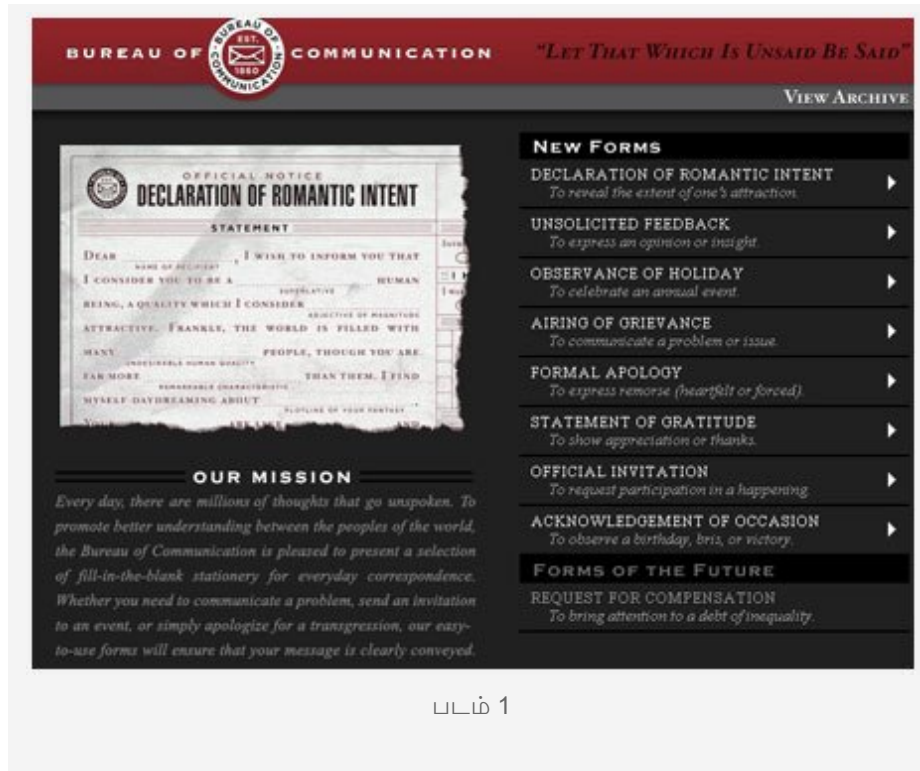 BUREAU OF COMMUNICATION
BUREAU OF COMMUNICATION
EST.
1880
"LET THAT WHICH IS UNSAID BE SAID"
VIEW ARCHIVE
OFFICIAL NOTICE
DECLARATION OF ROMANTIC INTENT
STATEMENT
DEAR , I WISH TO INFORM YOU THAT
NAME OF RECIPIENT
I CONSIDER YOU TO BE A HUMAN
SUPERLATIVE
BEING, A QUALITY WHICH I CONSIDER
ADJECTIVE OF MAGNITUDE
ATTRACTIVE. FRANKLY, THE WORLD IS FILLED WITH
MANY PEOPLE, THOUGH YOU ARE
UNDESIRABLE HUMAN QUALITY
FAR MORE THAN THEM. I FIND
REMARKABLE CHARACTERISTIC
MYSELF DAYDREAMING ABOUT .
PLOTLINE OF YOUR FANTASY
OUR MISSION
Every day, there are millions of thoughts that go unspoken. To
promote better understanding between the peoples of the world,
the Bureau of Communication is pleased to present a selection
of fill-in-the-blank stationery for everyday correspondence.
Whether you need to communicate a problem, send an invitation
to an event, or simply apologize for a transgression, our easy-
to-use forms will ensure that your message is clearly conveyed.
NEW FORMS
DECLARATION OF ROMANTIC INTENT
To reveal the extent of one's attraction.
UNSOLICITED FEEDBACK
To express an opinion or insight.
OBSERVANCE OF HOLIDAY
To celebrate an annual event.
AIRING OF GRIEVANCE
To communicate a problem or issue.
FORMAL APOLOGY
To express remorse (heartfelt or forced).
STATEMENT OF GRATITUDE
To show appreciation or thanks.
OFFICIAL INVITATION
To request participation in a happening.
ACKNOWLEDGEMENT OF OCCASION
To observe a birthday, bris, or victory.
FORMS OF THE FUTURE
REQUEST FOR COMPENSATION
To bring attention to a debt of inequality.
படம் 1